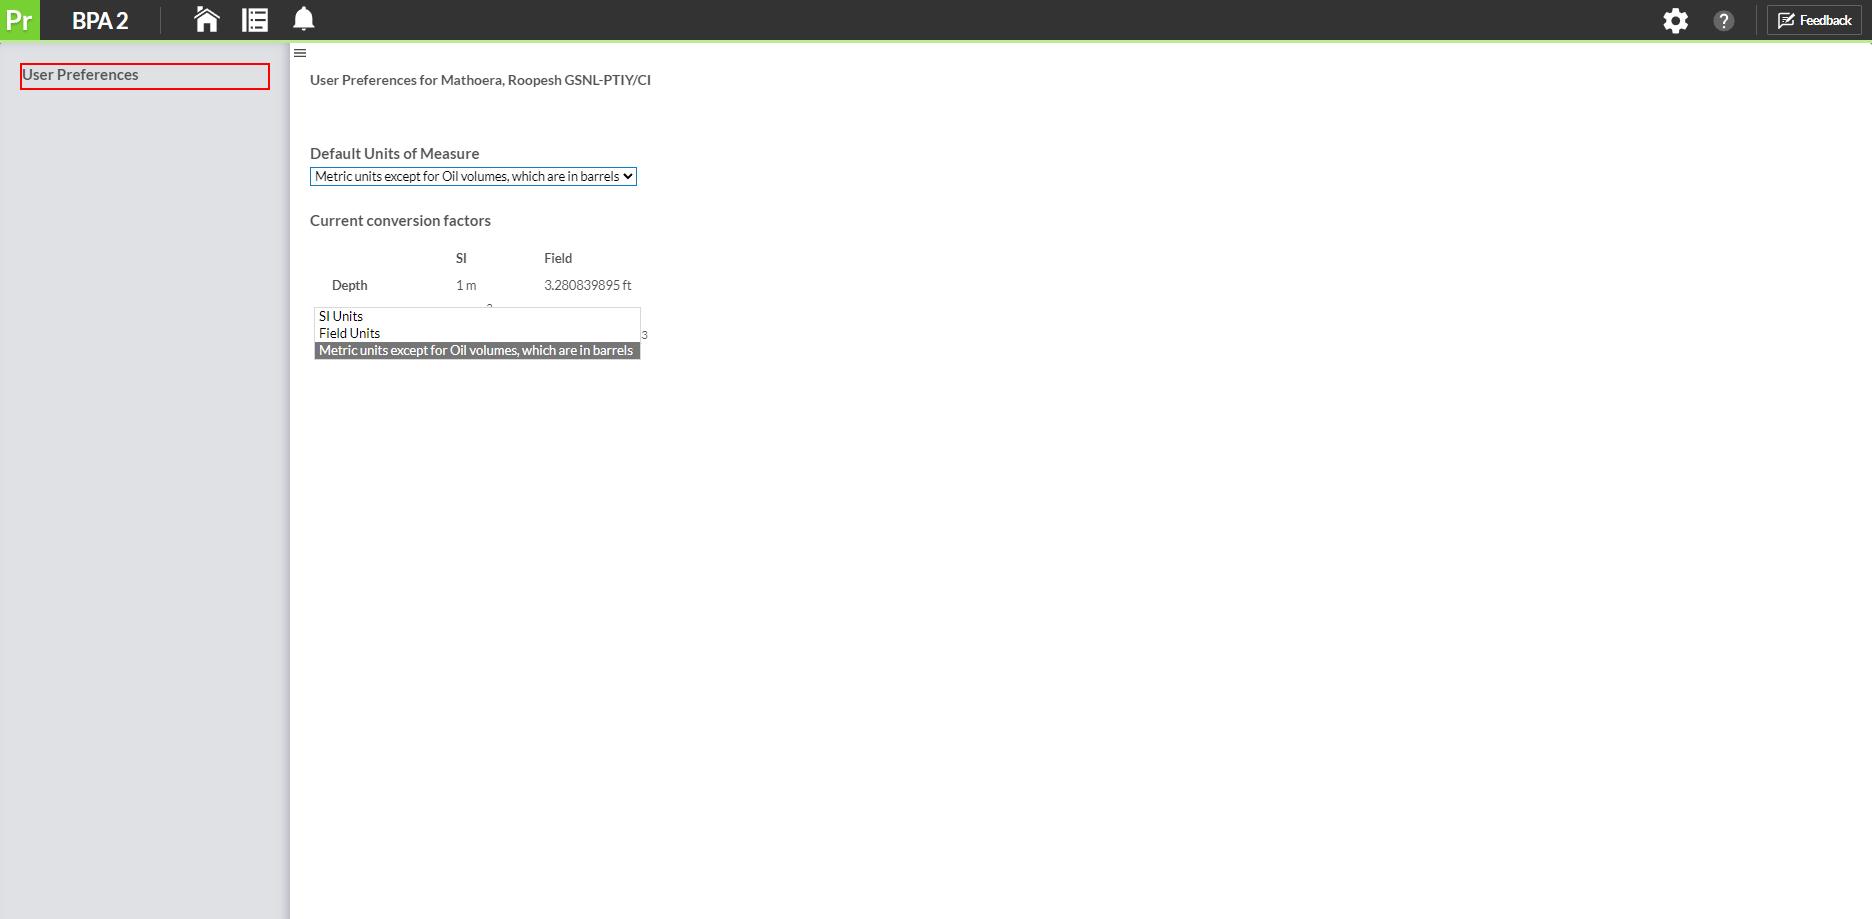 Pr BPA 2 ? Feedback
User Preferences
User Preferences for Mathoera, Roopesh GSNL-PTIY/CI
Default Units of Measure
Metric units except for Oil volumes, which are in barrels
Current conversion factors
SI Field
Depth 1 m 3.280839895 ft
SI Units
Field Units
3
Metric units except for Oil volumes, which are in barrels